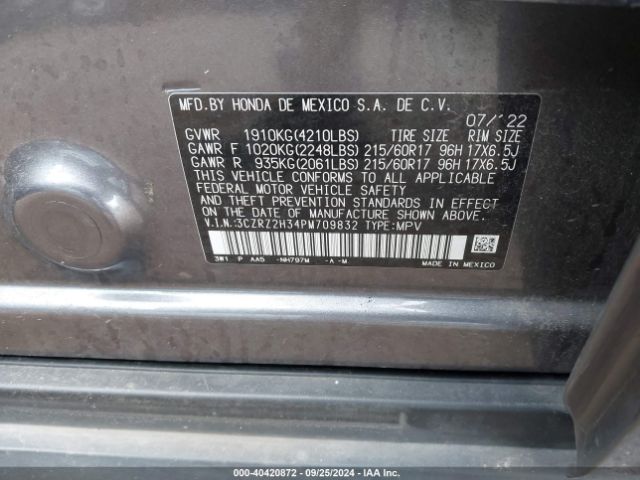 MFD.BY HONDA DE MEXICO S.A. DE C.V.
07/'22
GVWR 1910KG(4210LBS) TIRE SIZE RIM SIZE
GAWR F 1020KG(2248LBS) 215/60R17 96H 17X6.5J
GAWR R 935KG(2061LBS) 215/60R17 96H 17X6.5J
THIS VEHICLE CONFORMS TO ALL APPLICABLE
FEDERAL MOTOR VEHICLE SAFETY
AND THEFT PREVENTION STANDARDS IN EFFECT ON THE
DATE OF MANUFACTURE SHOWN ABOVE.
V.I.N.:3CZRZ2H34PM709832 TYPE:MPV
3W1 P AAD -NH797M -A -M MADE IN MEXICO
000-40420872 - 09/25/2024 - IAA Inc.